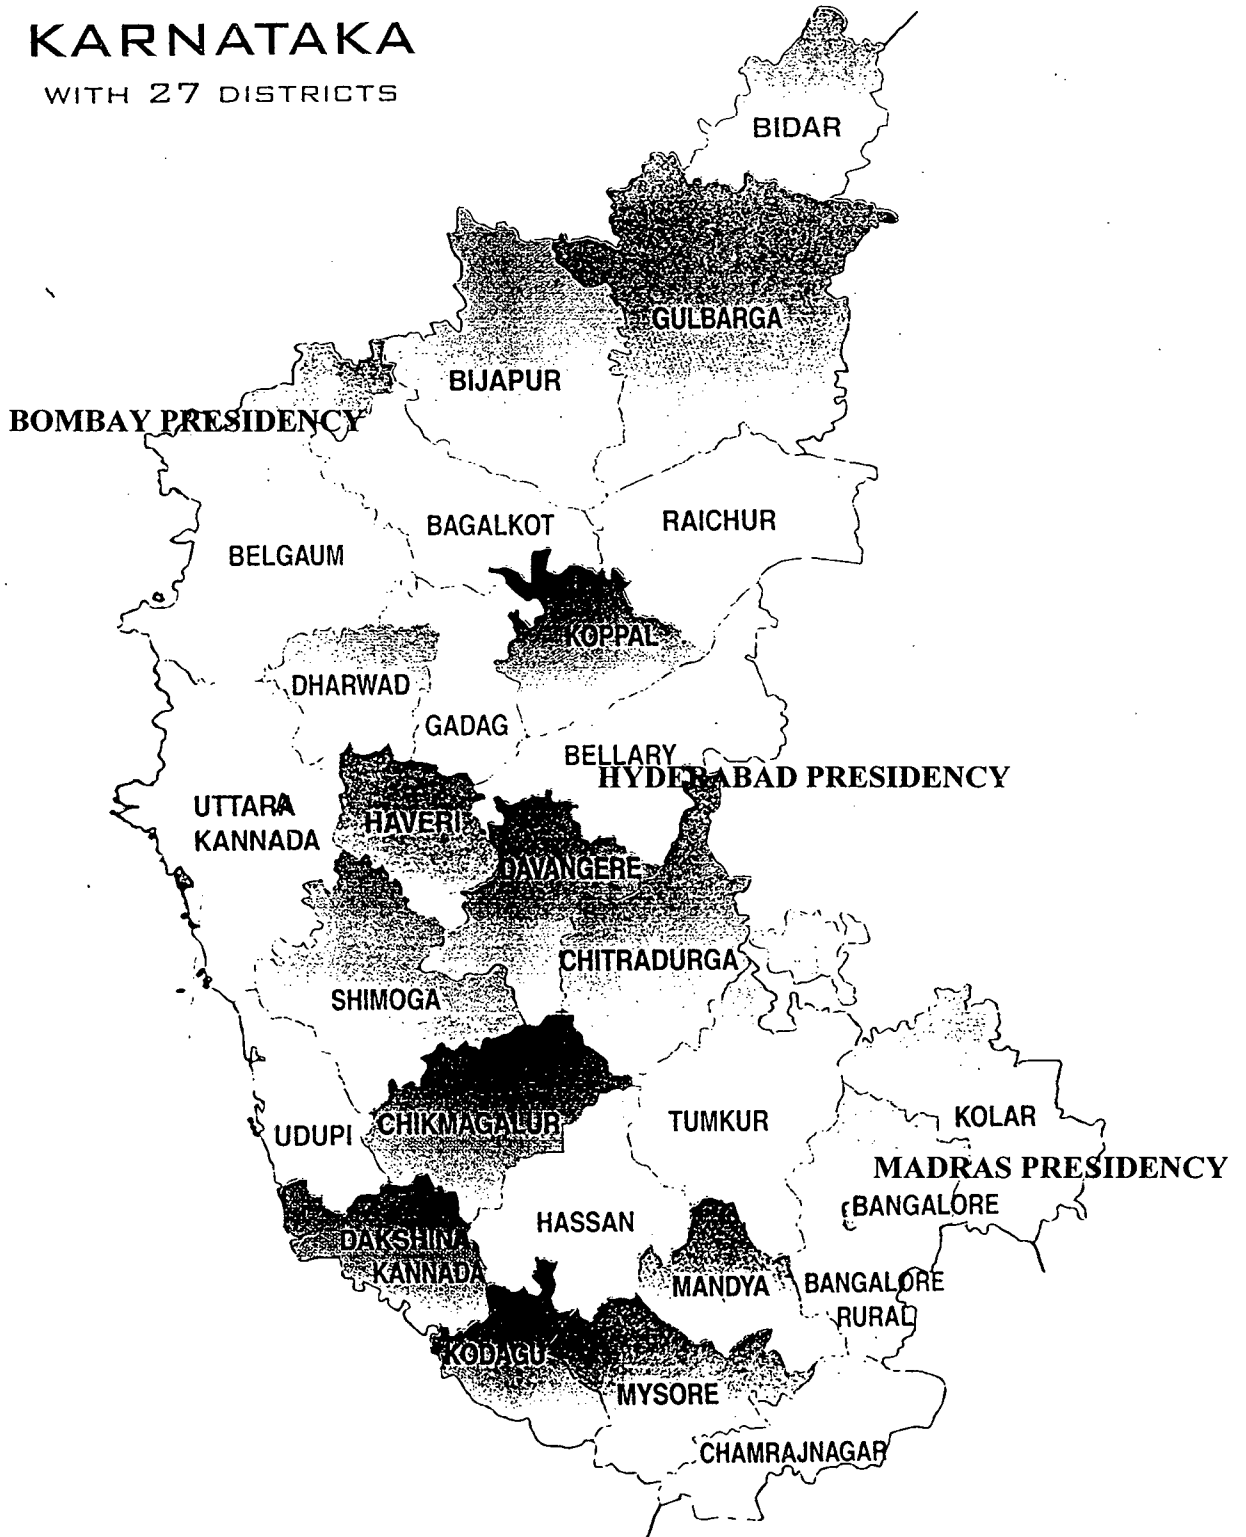 KARNATAKA
WITH 27 DISTRICTS
BIDAR
GULBARGA
BIJAPUR
BOMBAY PRESIDENCY
BAGALKOT
RAICHUR
BELGAUM
KOPPAL
DHARWAD
GADAG
BELLARY
HYDERABAD PRESIDENCY
UTTARA
KANNADA
HAVERI
DAVANGERE
CHITRADURGA
SHIMOGA
UDUPI
CHIKMAGALUR
TUMKUR
KOLAR
MADRAS PRESIDENCY
BANGALORE
HASSAN
DAKSHINA
KANNADA
MANDYA
BANGALORE
RURAL
KODAGU
MYSORE
CHAMRAJNAGAR